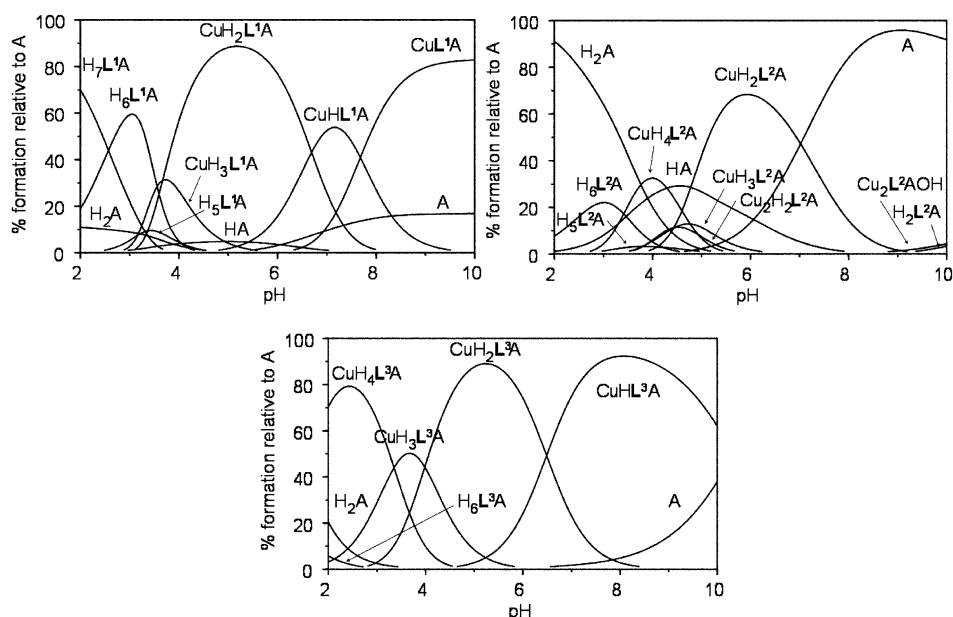 % formation relative to A
100
80
60
40
20
0
H₇L¹A
H₆L¹A
CuH₂L¹A
CuL¹A
CuHL¹A
CuH₃L¹A
H₂A
H₅L¹A
HA
A
2 4 6 8 10
pH
% formation relative to A
100
80
60
40
20
0
H₂A
A
CuH₂L²A
CuH₄L²A
HA
CuH₃L²A
H₆L²A
Cu₂H₂L²A
H₅L²A
Cu₂L²AOH
H₂L²A
2 4 6 8 10
pH
% formation relative to A
100
80
60
40
20
0
CuH₂L³A
CuH₄L³A
CuHL³A
CuH₃L³A
H₂A
H₆L³A
A
2 4 6 8 10
pH